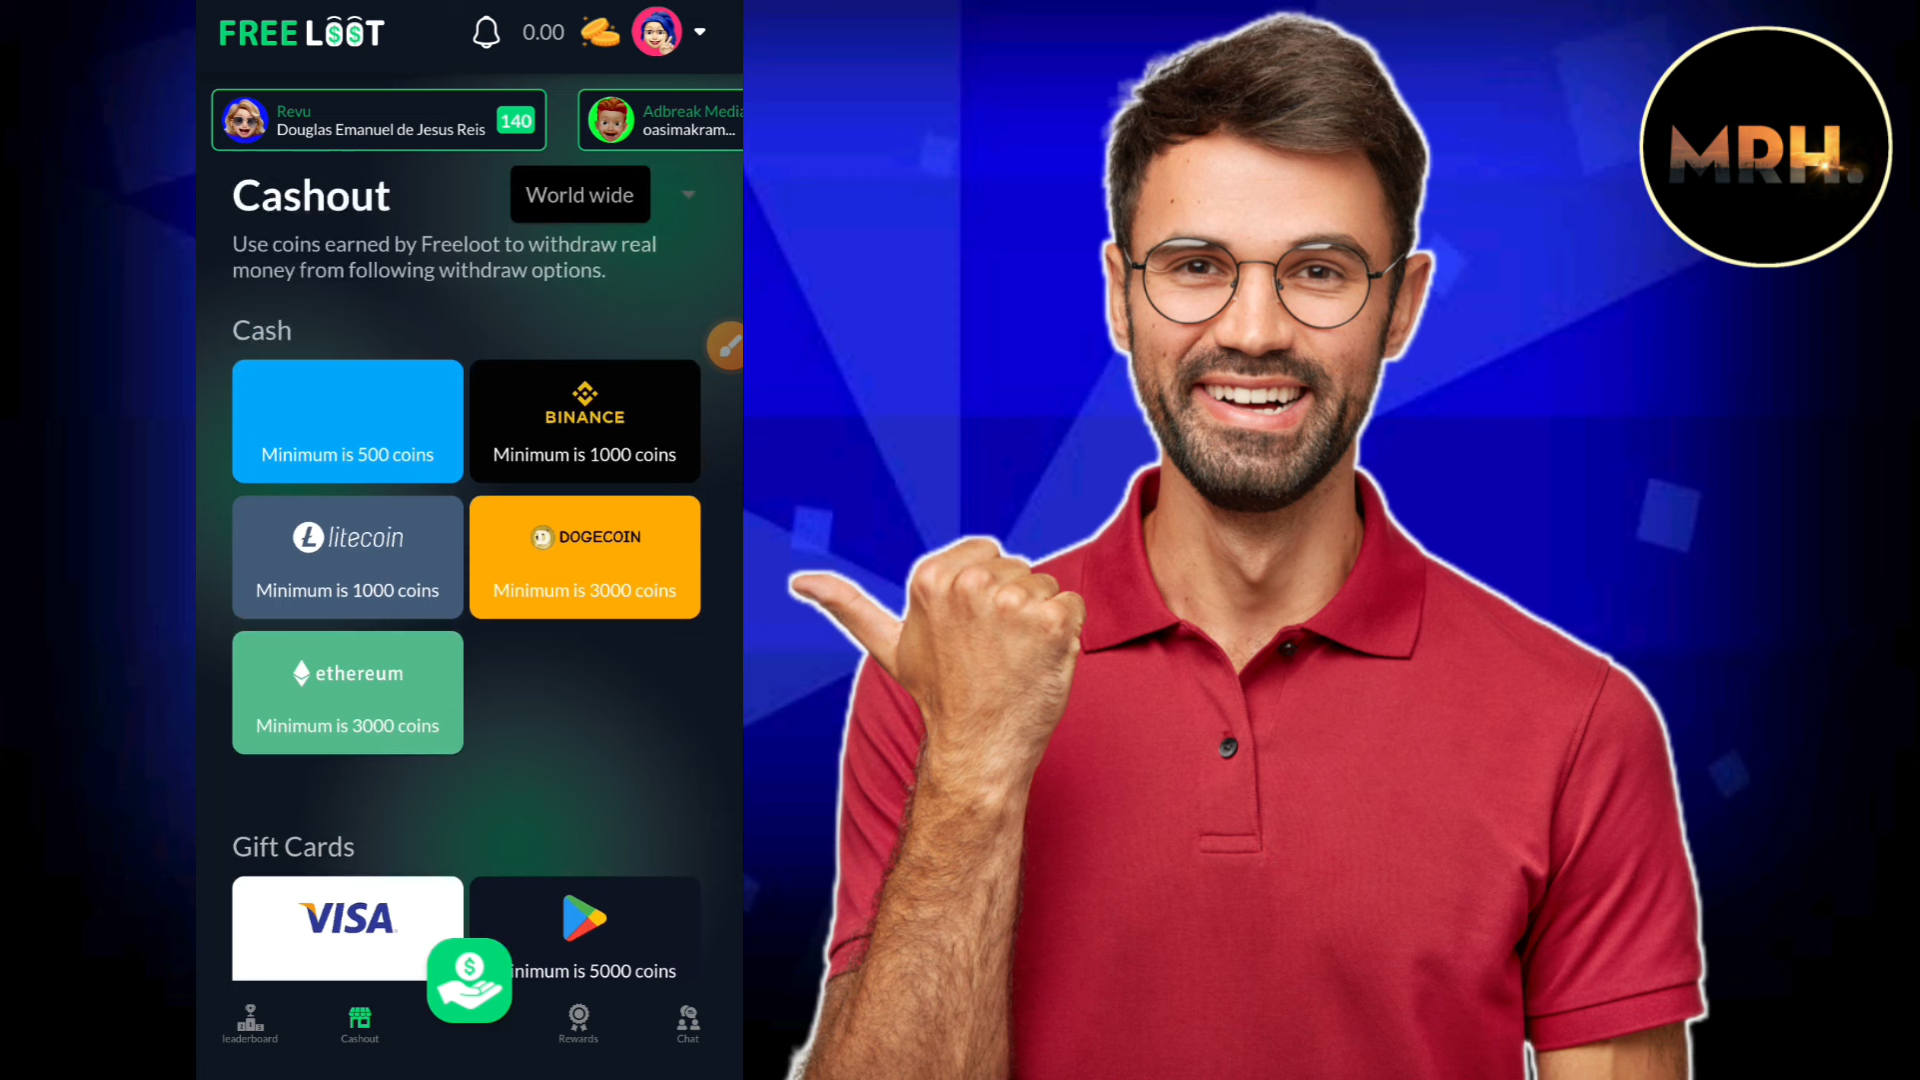 FREE LOOT
0.00
Revu
Douglas Emanuel de Jesus Reis
140
Adbreak Media
oasimakram...
Cashout
World wide
Use coins earned by Freeloot to withdraw real
money from following withdraw options.
Cash
Minimum is 500 coins
BINANCE
Minimum is 1000 coins
litecoin
Minimum is 1000 coins
DOGECOIN
Minimum is 3000 coins
ethereum
Minimum is 3000 coins
Gift Cards
VISA
inimum is 5000 coins
leaderboard
Cashout
Rewards
Chat
MRH.